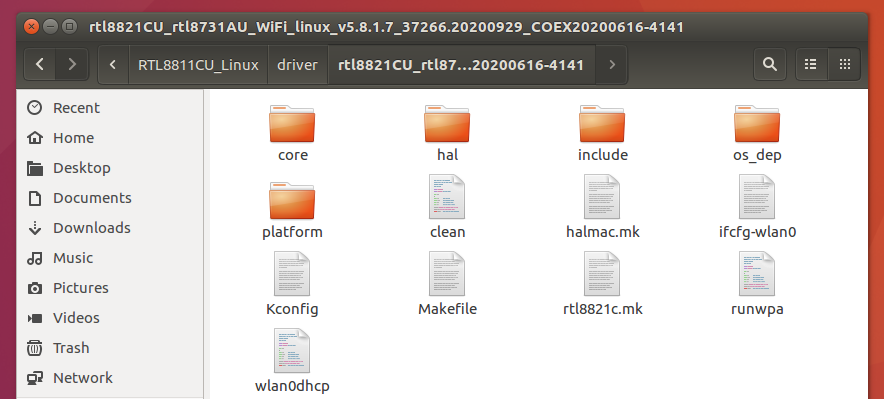 rtl8821CU_rtl8731AU_WiFi_linux_v5.8.1.7_37266.20200929_COEX20200616-4141
RTL8811CU_Linux driver rtl8821CU_rtl87...20200616-4141
Recent
Home
Desktop
Documents
Downloads
Music
Pictures
Videos
Trash
Network
core hal include os_dep
platform clean halmac.mk ifcfg-wlan0
Kconfig Makefile rtl8821c.mk runwpa
wlan0dhcp